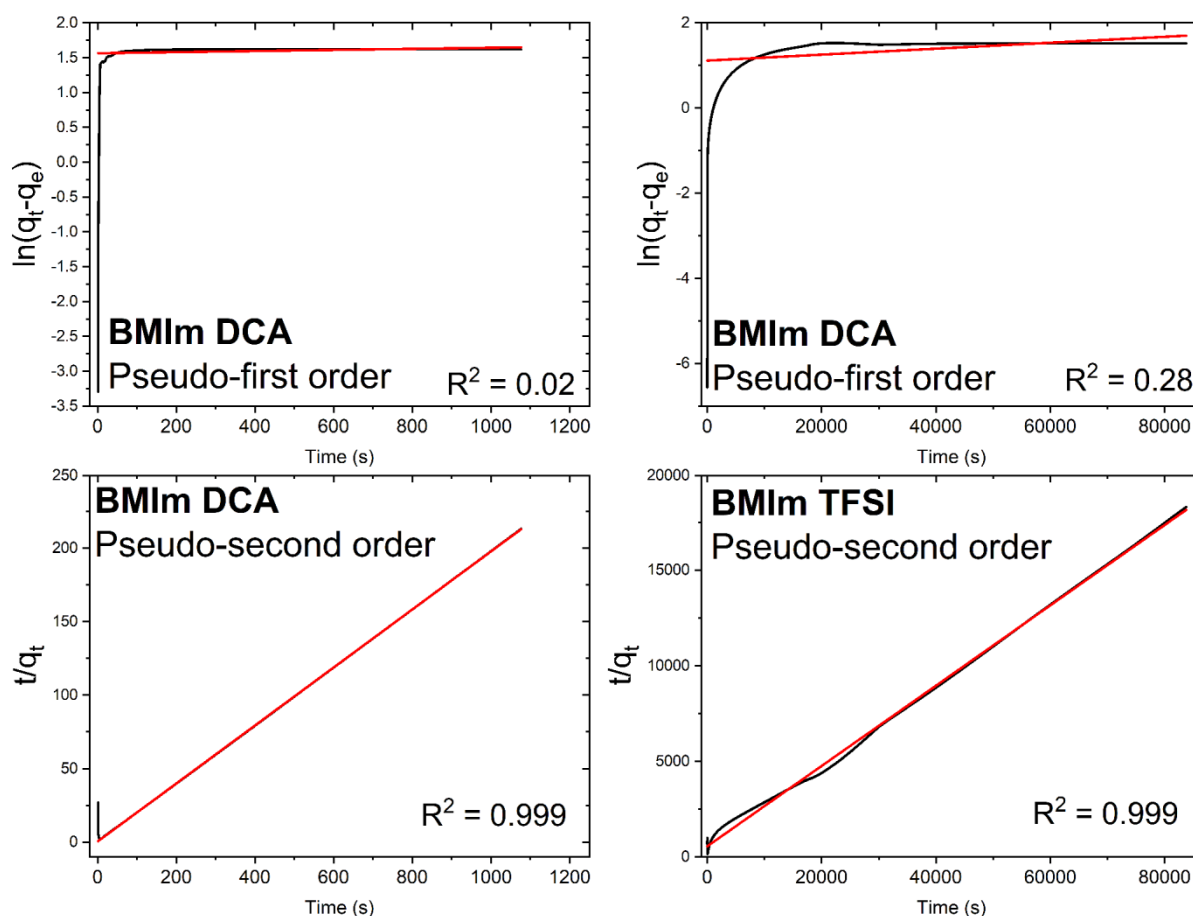 2.0
1.5
1.0
0.5
0.0
-0.5
-1.0
-1.5
-2.0
-2.5
-3.0
-3.5
ln(qt-qe)
BMIm DCA
Pseudo-first order
R2 = 0.02
0 200 400 600 800 1000 1200
Time (s)
2
0
-2
-4
-6
ln(qt-qe)
BMIm DCA
Pseudo-first order
R2 = 0.28
0 20000 40000 60000 80000
Time (s)
250
200
150
100
50
0
t/qt
BMIm DCA
Pseudo-second order
R2 = 0.999
0 200 400 600 800 1000 1200
Time (s)
20000
15000
10000
5000
0
t/qt
BMIm TFSI
Pseudo-second order
R2 = 0.999
0 20000 40000 60000 80000
Time (s)